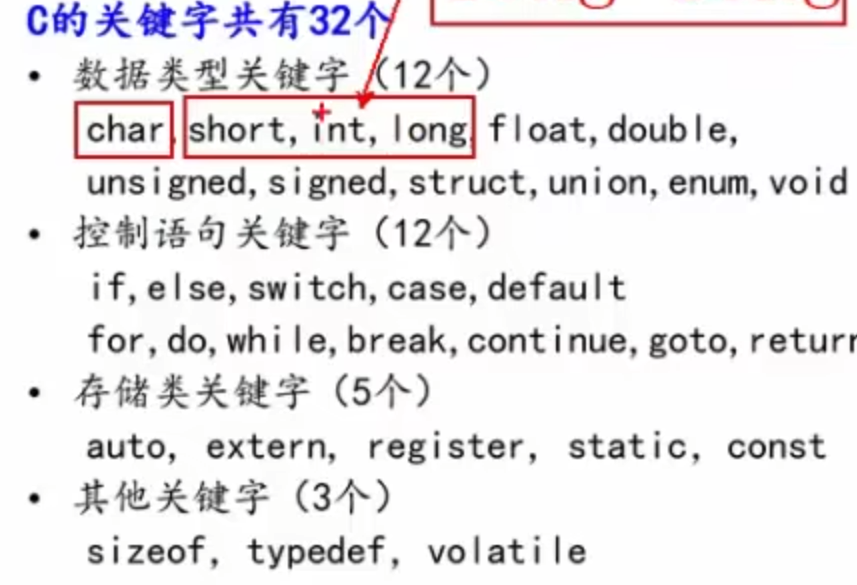 C的关键字共有32个
• 数据类型关键字（12个）
char, short, int, long, float, double,
unsigned, signed, struct, union, enum, void
• 控制语句关键字（12个）
if, else, switch, case, default
for, do, while, break, continue, goto, return
• 存储类关键字（5个）
auto, extern, register, static, const
• 其他关键字（3个）
sizeof, typedef, volatile